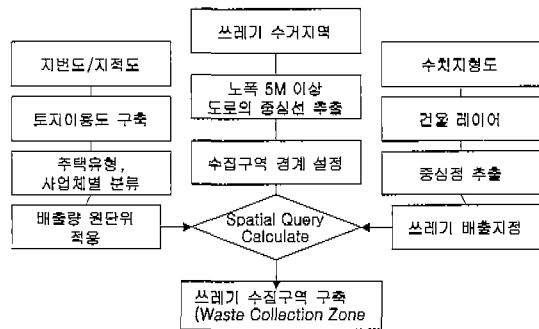 쓰레기 수거지역
지번도/지적도
노폭 5M 이상
도로의 중심선 추출
수치지형도
토지이용도 구축
건물 레이어
주택유형,
사업체별 분류
수집구역 경계 설정
중심점 추출
배출량 원단위
적용
Spatial Query
Calculate
쓰레기 배출지점
쓰레기 수집구역 구축
(Waste Collection Zone